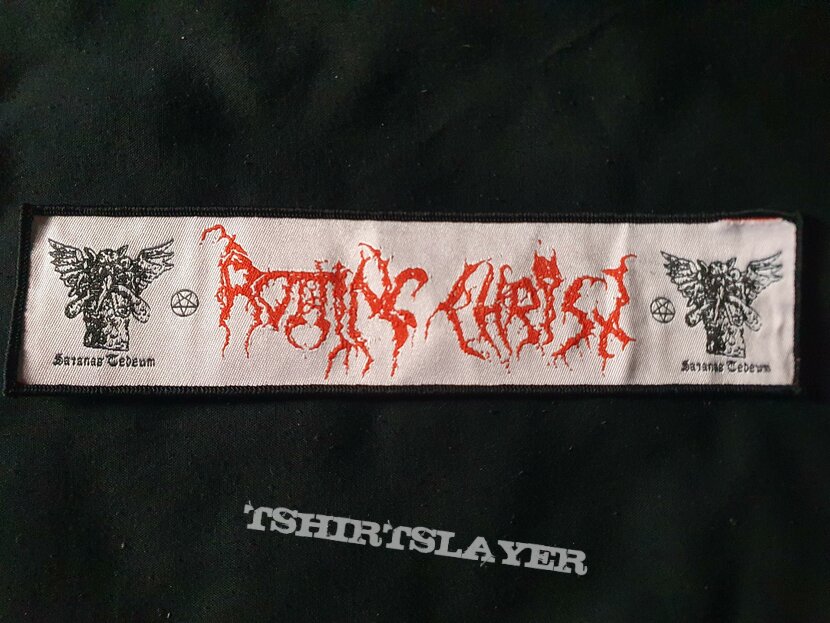 ROTTING CHRIST
Satanas Tedeum
Satanas Tedeum
TSHIRTSLAYER